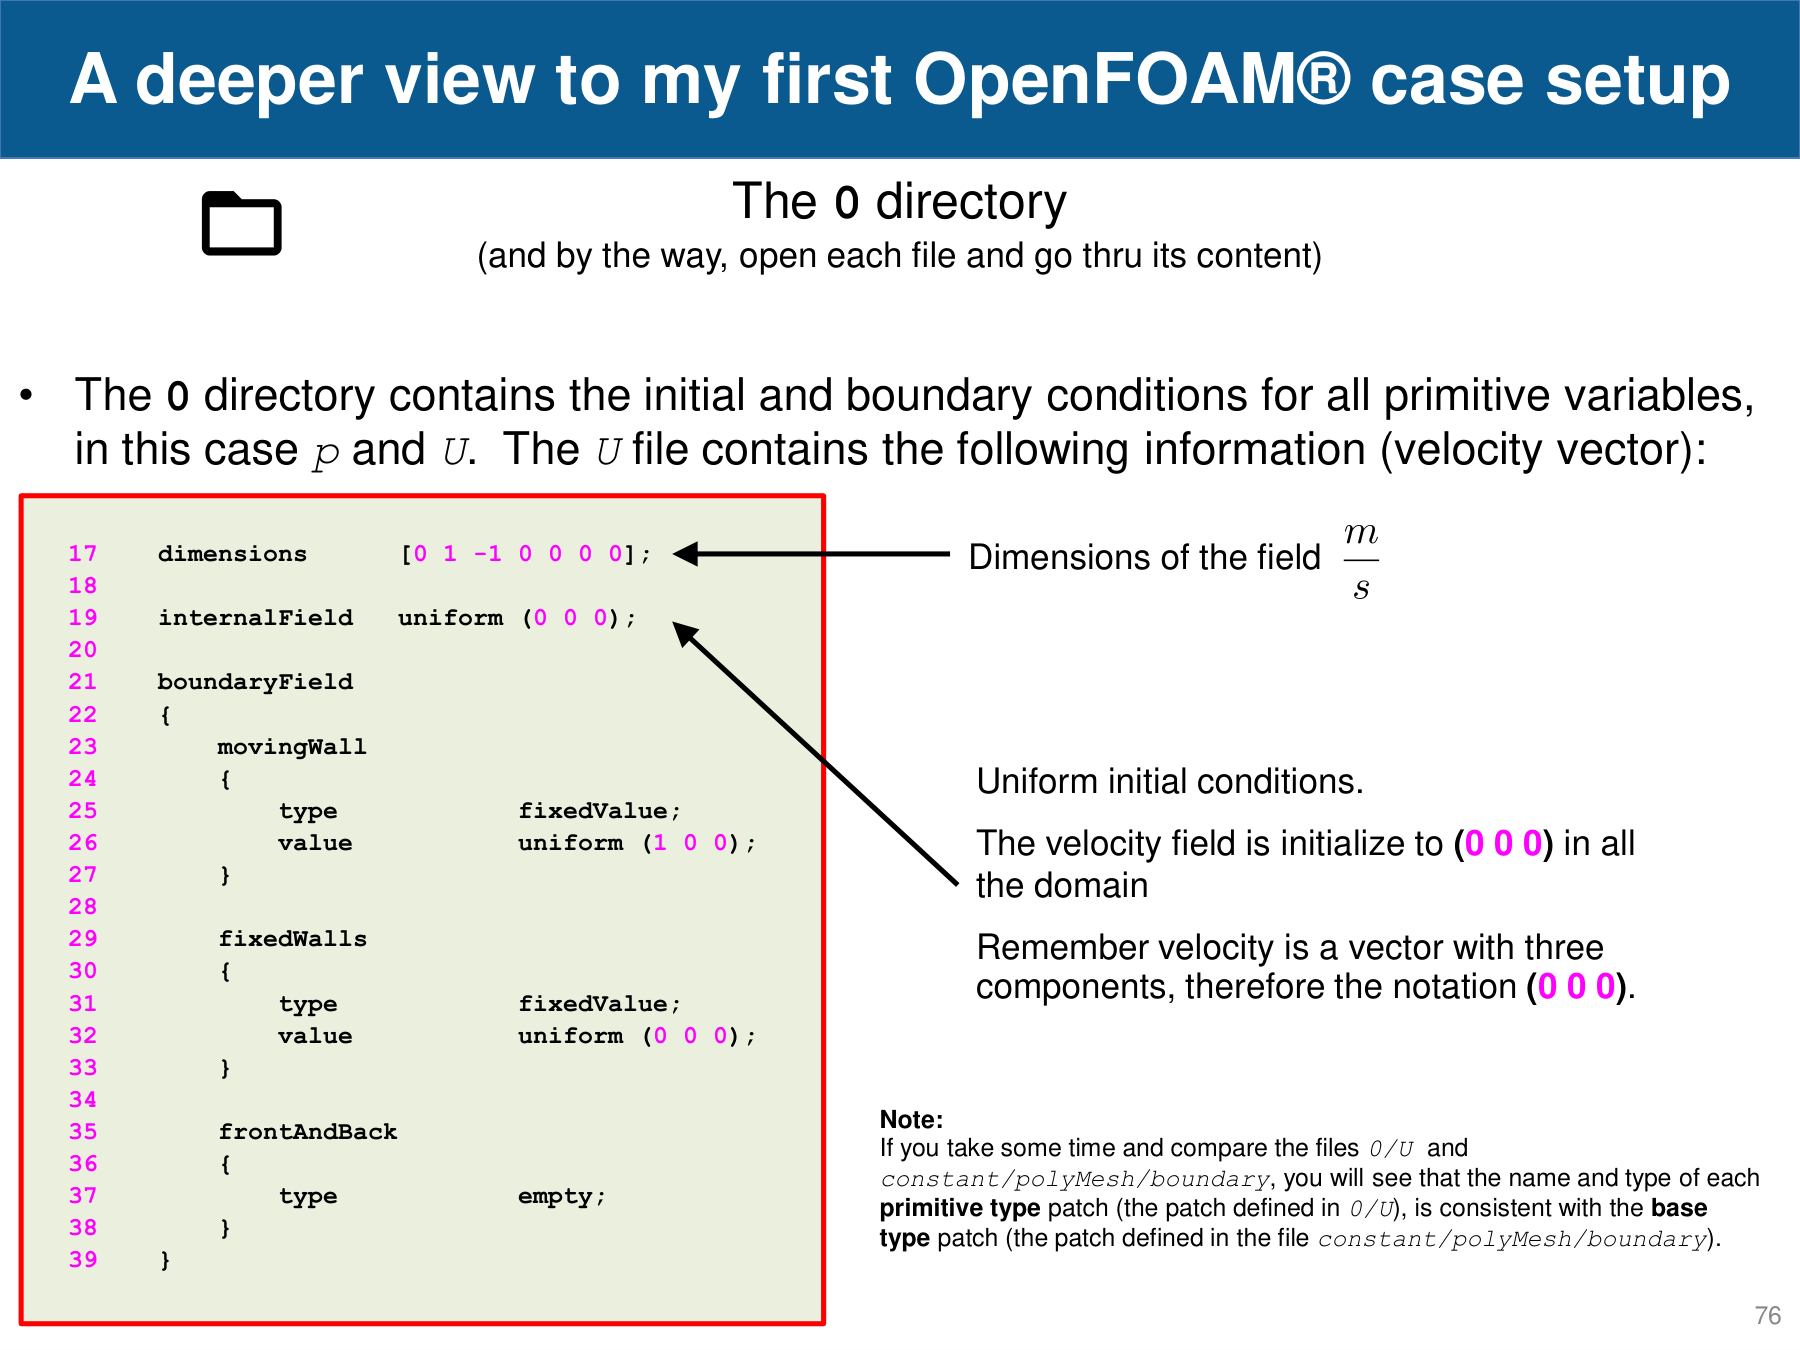 A deeper view to my first OpenFOAM® case setup
The 0 directory
(and by the way, open each file and go thru its content)
• The 0 directory contains the initial and boundary conditions for all primitive variables,
in this case p and U. The U file contains the following information (velocity vector):
17 dimensions [0 1 -1 0 0 0 0];
18
19 internalField uniform (0 0 0);
20
21 boundaryField
22 {
23 movingWall
24 {
25 type fixedValue;
26 value uniform (1 0 0);
27 }
28
29 fixedWalls
30 {
31 type fixedValue;
32 value uniform (0 0 0);
33 }
34
35 frontAndBack
36 {
37 type empty;
38 }
39 }
Dimensions of the field m/s
Uniform initial conditions.
The velocity field is initialize to (0 0 0) in all
the domain
Remember velocity is a vector with three
components, therefore the notation (0 0 0).
Note:
If you take some time and compare the files 0/U and
constant/polyMesh/boundary, you will see that the name and type of each
primitive type patch (the patch defined in 0/U), is consistent with the base
type patch (the patch defined in the file constant/polyMesh/boundary).
76